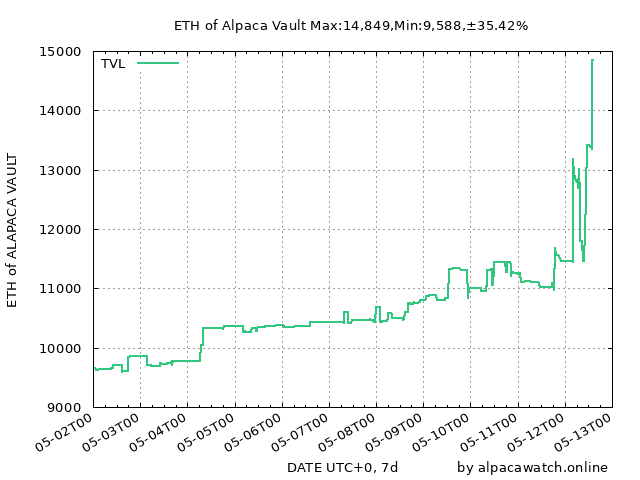 ETH of Alpaca Vault Max:14,849,Min:9,588,±35.42%
TVL
15000
14000
13000
12000
11000
10000
9000
ETH of ALAPACA VAULT
05-02T00
05-03T00
05-04T00
05-05T00
05-06T00
05-07T00
05-08T00
05-09T00
05-10T00
05-11T00
05-12T00
05-13T00
DATE UTC+0, 7d
by alpacawatch.online